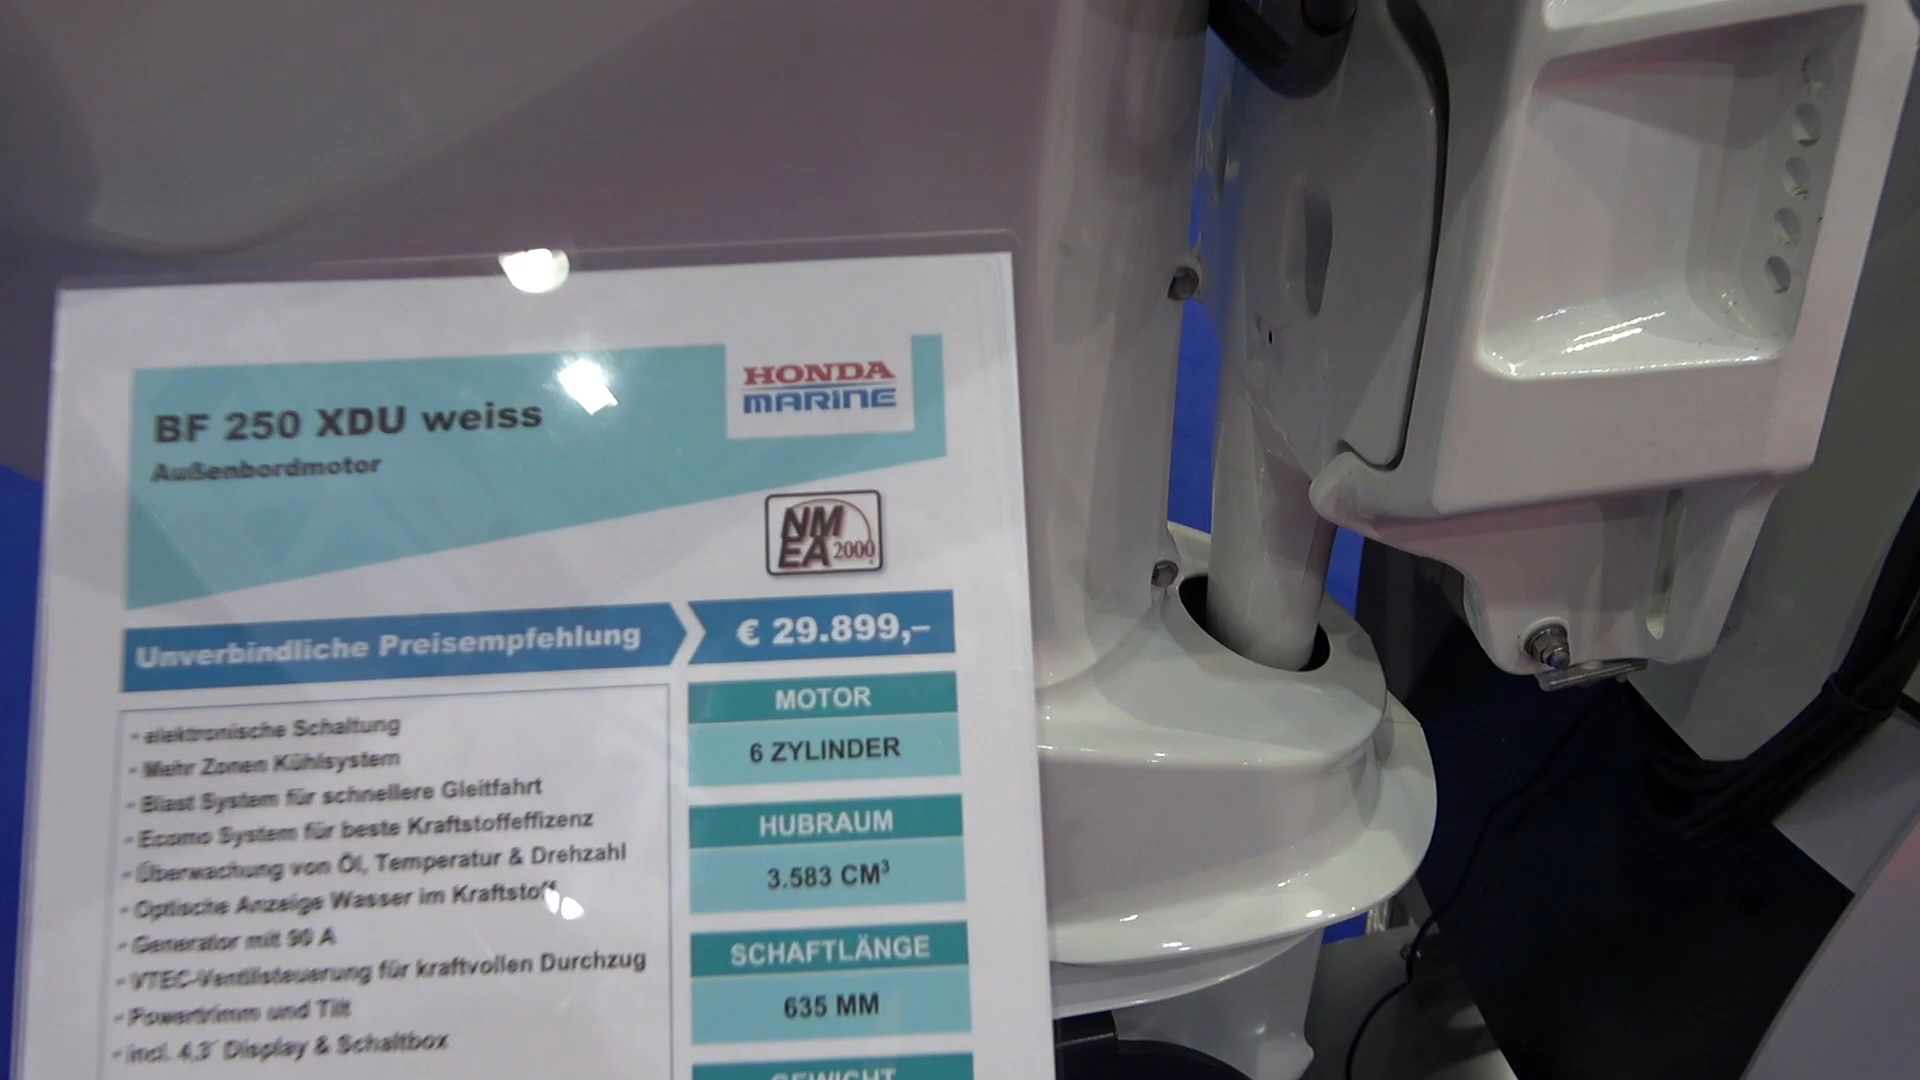 BF 250 XDU weiss
Außenbordmotor
HONDA
MARINE
NM
EA 2000
Unverbindliche Preisempfehlung
€ 29.899,–
- elektronische Schaltung
- Mehr Zonen Kühlsystem
- Blast System für schnellere Gleitfahrt
- Ecomo System für beste Kraftstoffeffizenz
- Überwachung von Öl, Temperatur & Drehzahl
- Optische Anzeige Wasser im Kraftstoff
- Generator mit 90 A
- VTEC-Ventilsteuerung für kraftvollen Durchzug
- Powertrimm und Tilt
- incl. 4,3´ Display & Schaltbox
MOTOR
6 ZYLINDER
HUBRAUM
3.583 CM³
SCHAFTLÄNGE
635 MM
GEWICHT